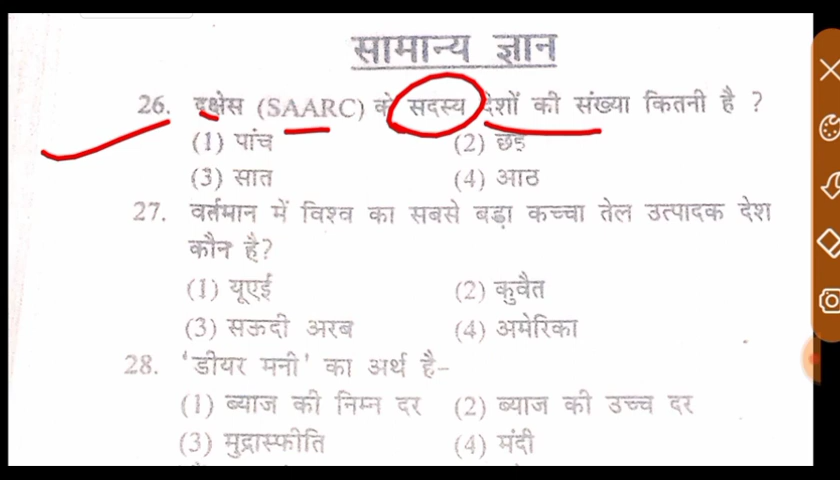 सामान्य ज्ञान
26. दक्षेस (SAARC) के सदस्य देशों की संख्या कितनी है ?
(1) पांच (2) छह
(3) सात (4) आठ
27. वर्तमान में विश्व का सबसे बड़ा कच्चा तेल उत्पादक देश
कौन है?
(1) यूएई (2) कुवैत
(3) सऊदी अरब (4) अमेरिका
28. 'डीयर मनी' का अर्थ है-
(1) ब्याज की निम्न दर (2) ब्याज की उच्च दर
(3) मुद्रास्फीति (4) मंदी